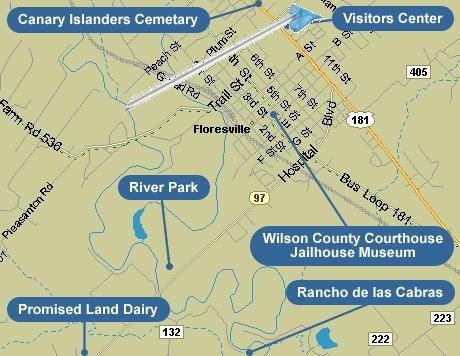 Canary Islanders Cemetary
Visitors Center
Peach St
Plum St
A St
B St
11th St
405
6th St
7th St
5th St
4th St
3rd St
2nd St
Trail St
Farm Rd 536
Floresville
G St
F St
Hospital
Blvd
181
Bus Loop 181
Pleasanton Rd
River Park
97
Wilson County Courthouse
Jailhouse Museum
Rancho de las Cabras
Promised Land Dairy
132
222
223